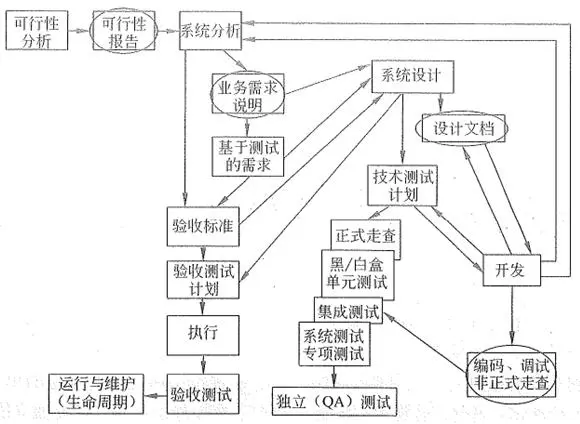 可行性
分析
可行性
报告
系统分析
业务需求
说明
系统设计
设计文档
基于测试
的需求
技术测试
计划
验收标准
正式走查
黑/白盒
单元测试
验收测试
计划
开发
集成测试
执行
系统测试
专项测试
编码、调试
非正式走查
运行与维护
(生命周期)
验收测试
独立(QA)测试